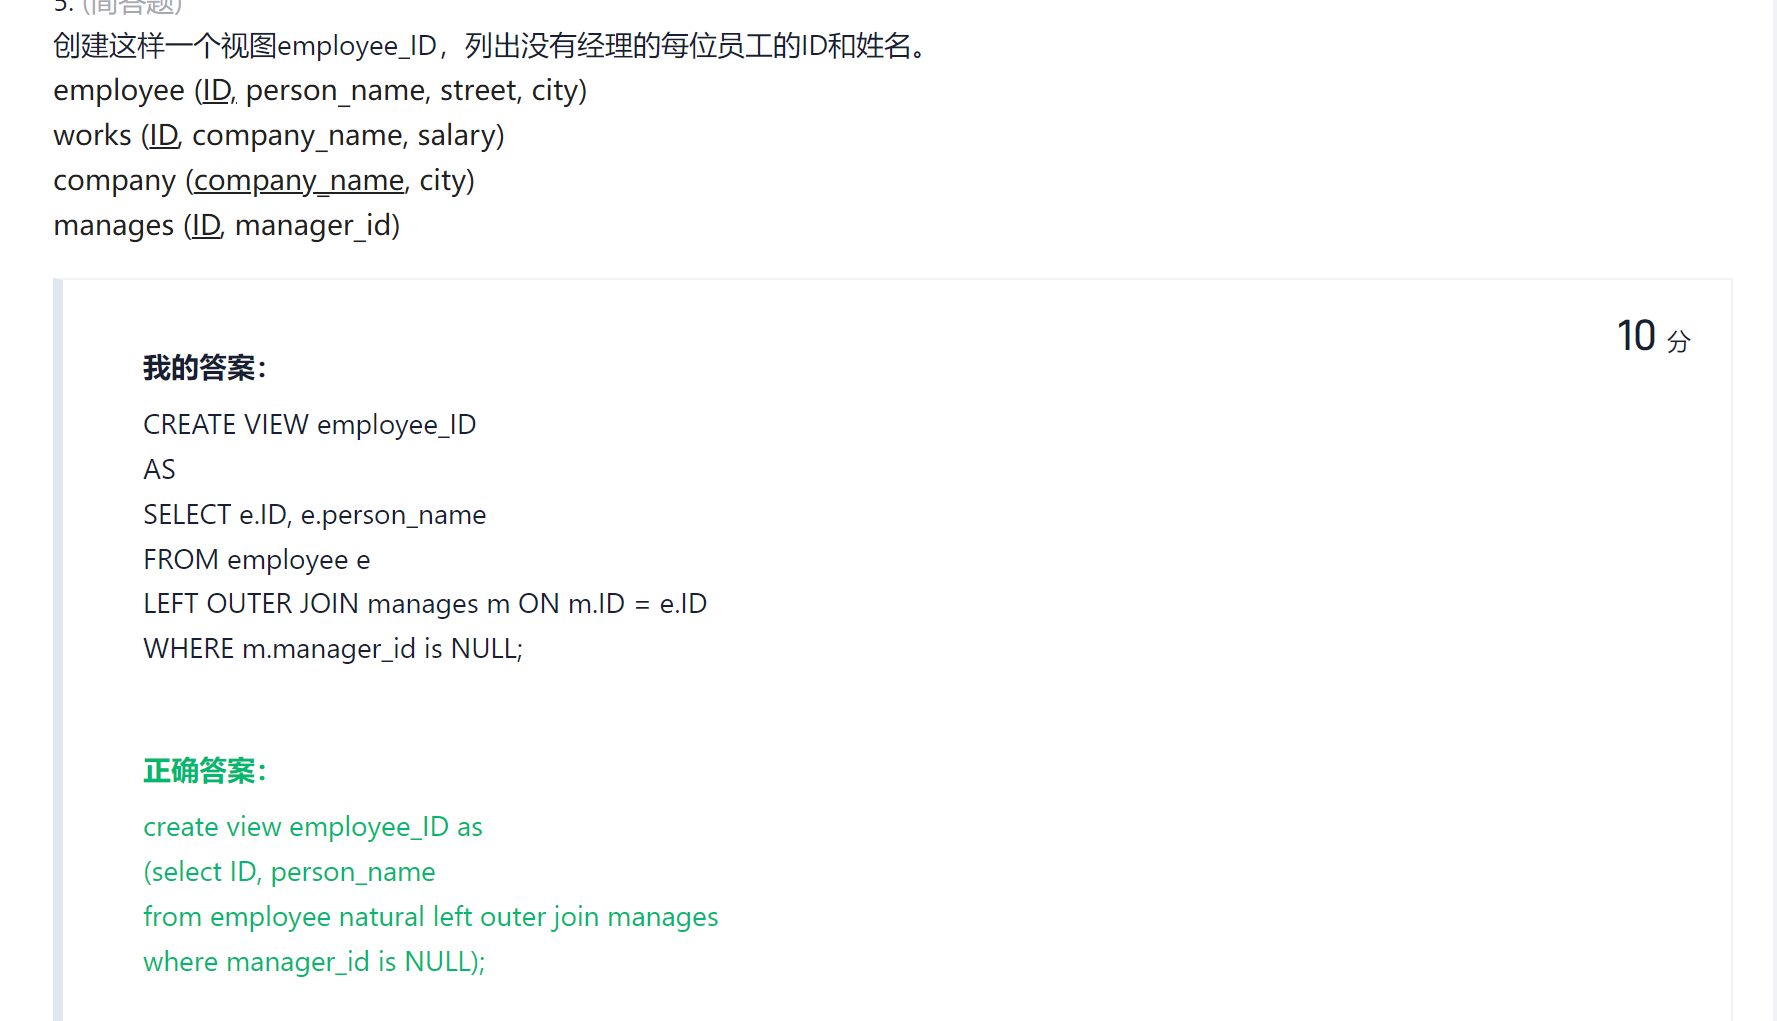 5. (简答题)
创建这样一个视图employee_ID，列出没有经理的每位员工的ID和姓名。
employee (ID, person_name, street, city)
works (ID, company_name, salary)
company (company_name, city)
manages (ID, manager_id)
10 分
我的答案：
CREATE VIEW employee_ID
AS
SELECT e.ID, e.person_name
FROM employee e
LEFT OUTER JOIN manages m ON m.ID = e.ID
WHERE m.manager_id is NULL;
正确答案：
create view employee_ID as
(select ID, person_name
from employee natural left outer join manages
where manager_id is NULL);